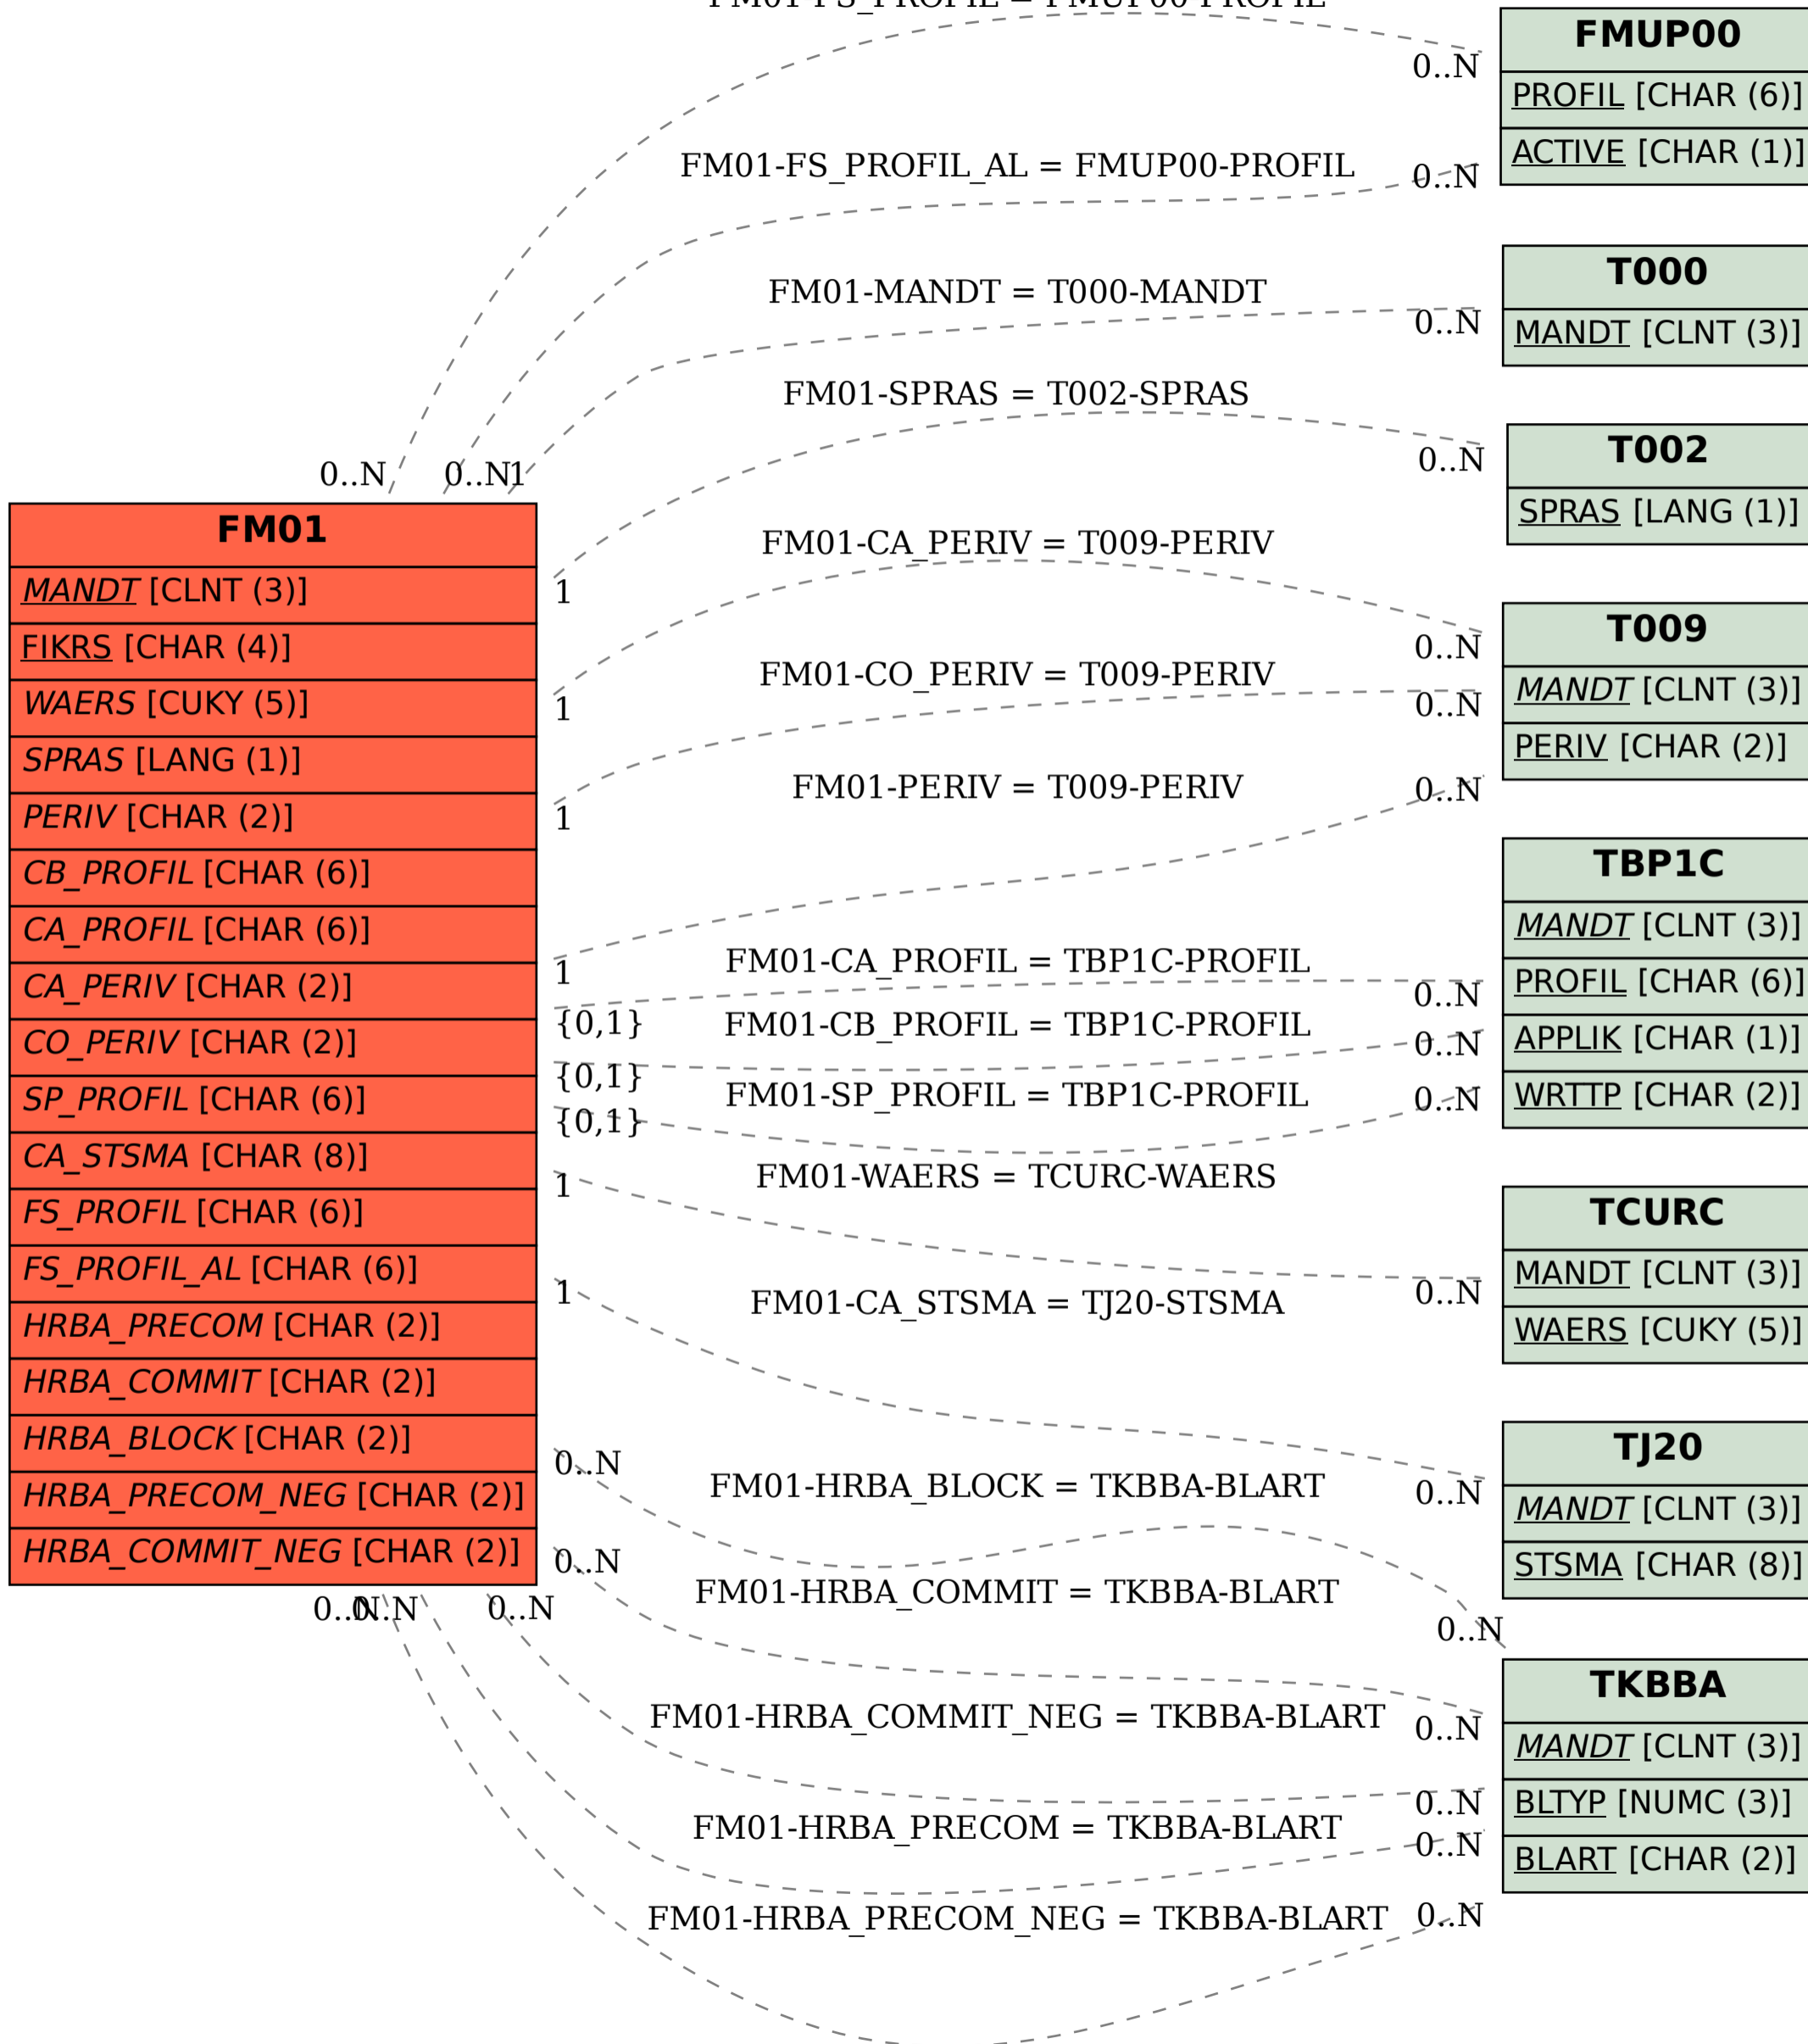 FM01-FS_PROFIL = FMUP00-PROFIL
0..N
FMUP00
PROFIL [CHAR (6)]
ACTIVE [CHAR (1)]
FM01-FS_PROFIL_AL = FMUP00-PROFIL
0..N
FM01-MANDT = T000-MANDT
0..N
T000
MANDT [CLNT (3)]
FM01-SPRAS = T002-SPRAS
0..N
T002
SPRAS [LANG (1)]
0..N
0..N
1
FM01
MANDT [CLNT (3)]
FIKRS [CHAR (4)]
WAERS [CUKY (5)]
SPRAS [LANG (1)]
PERIV [CHAR (2)]
CB_PROFIL [CHAR (6)]
CA_PROFIL [CHAR (6)]
CA_PERIV [CHAR (2)]
CO_PERIV [CHAR (2)]
SP_PROFIL [CHAR (6)]
CA_STSMA [CHAR (8)]
FS_PROFIL [CHAR (6)]
FS_PROFIL_AL [CHAR (6)]
HRBA_PRECOM [CHAR (2)]
HRBA_COMMIT [CHAR (2)]
HRBA_BLOCK [CHAR (2)]
HRBA_PRECOM_NEG [CHAR (2)]
HRBA_COMMIT_NEG [CHAR (2)]
1
FM01-CA_PERIV = T009-PERIV
0..N
1
FM01-CO_PERIV = T009-PERIV
0..N
1
FM01-PERIV = T009-PERIV
0..N
T009
MANDT [CLNT (3)]
PERIV [CHAR (2)]
1
FM01-CA_PROFIL = TBP1C-PROFIL
0..N
{0,1}
FM01-CB_PROFIL = TBP1C-PROFIL
0..N
{0,1}
FM01-SP_PROFIL = TBP1C-PROFIL
0..N
{0,1}
TBP1C
MANDT [CLNT (3)]
PROFIL [CHAR (6)]
APPLIK [CHAR (1)]
WRTTP [CHAR (2)]
1
FM01-WAERS = TCURC-WAERS
0..N
TCURC
MANDT [CLNT (3)]
WAERS [CUKY (5)]
1
FM01-CA_STSMA = TJ20-STSMA
0..N
TJ20
MANDT [CLNT (3)]
STSMA [CHAR (8)]
0..N
FM01-HRBA_BLOCK = TKBBA-BLART
0..N
0..N
FM01-HRBA_COMMIT = TKBBA-BLART
0..N
0..N
0..N
0..N
FM01-HRBA_COMMIT_NEG = TKBBA-BLART
0..N
FM01-HRBA_PRECOM = TKBBA-BLART
0..N
FM01-HRBA_PRECOM_NEG = TKBBA-BLART
0..N
TKBBA
MANDT [CLNT (3)]
BLTYP [NUMC (3)]
BLART [CHAR (2)]